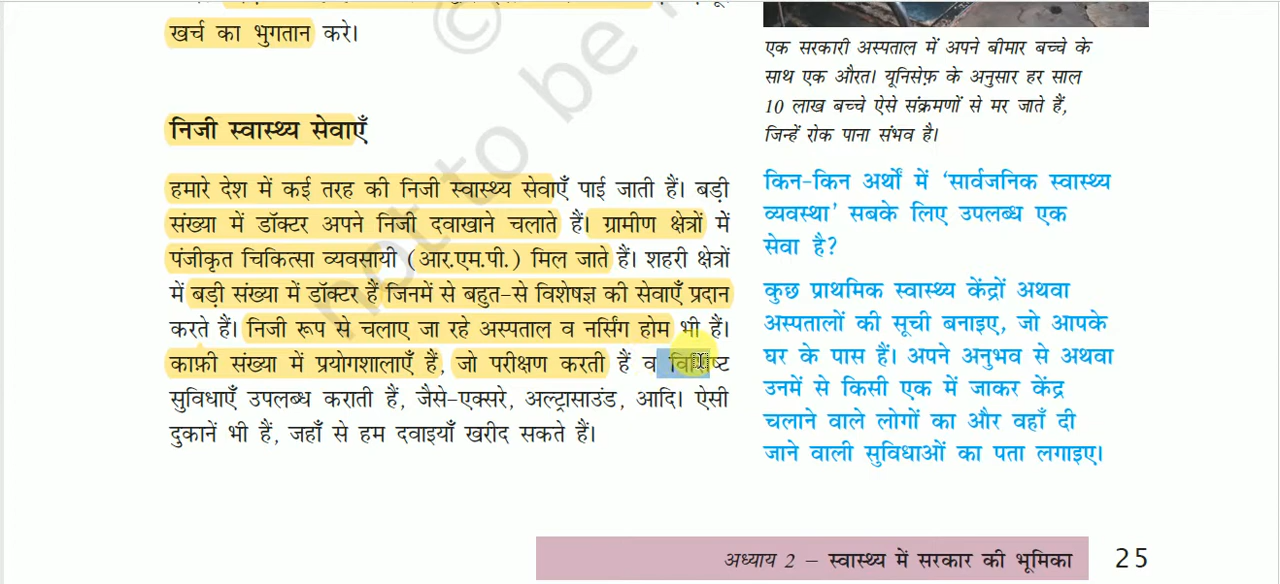 खर्च का भुगतान करे।
निजी स्वास्थ्य सेवाएँ
हमारे देश में कई तरह की निजी स्वास्थ्य सेवाएँ पाई जाती हैं। बड़ी
संख्या में डॉक्टर अपने निजी दवाखाने चलाते हैं। ग्रामीण क्षेत्रों में
पंजीकृत चिकित्सा व्यवसायी (आर.एम.पी.) मिल जाते हैं। शहरी क्षेत्रों
में बड़ी संख्या में डॉक्टर हैं जिनमें से बहुत-से विशेषज्ञ की सेवाएँ प्रदान
करते हैं। निजी रूप से चलाए जा रहे अस्पताल व नर्सिंग होम भी हैं।
काफ़ी संख्या में प्रयोगशालाएँ हैं, जो परीक्षण करती हैं व विशिष्ट
सुविधाएँ उपलब्ध कराती हैं, जैसे-एक्सरे, अल्ट्रासाउंड, आदि। ऐसी
दुकानें भी हैं, जहाँ से हम दवाइयाँ खरीद सकते हैं।
एक सरकारी अस्पताल में अपने बीमार बच्चे के
साथ एक औरत। यूनिसेफ़ के अनुसार हर साल
10 लाख बच्चे ऐसे संक्रमणों से मर जाते हैं,
जिन्हें रोक पाना संभव है।
किन-किन अर्थों में ‘सार्वजनिक स्वास्थ्य
व्यवस्था’ सबके लिए उपलब्ध एक
सेवा है?
कुछ प्राथमिक स्वास्थ्य केंद्रों अथवा
अस्पतालों की सूची बनाइए, जो आपके
घर के पास हैं। अपने अनुभव से अथवा
उनमें से किसी एक में जाकर केंद्र
चलाने वाले लोगों का और वहाँ दी
जाने वाली सुविधाओं का पता लगाइए।
© not to be
अध्याय 2 – स्वास्थ्य में सरकार की भूमिका 25